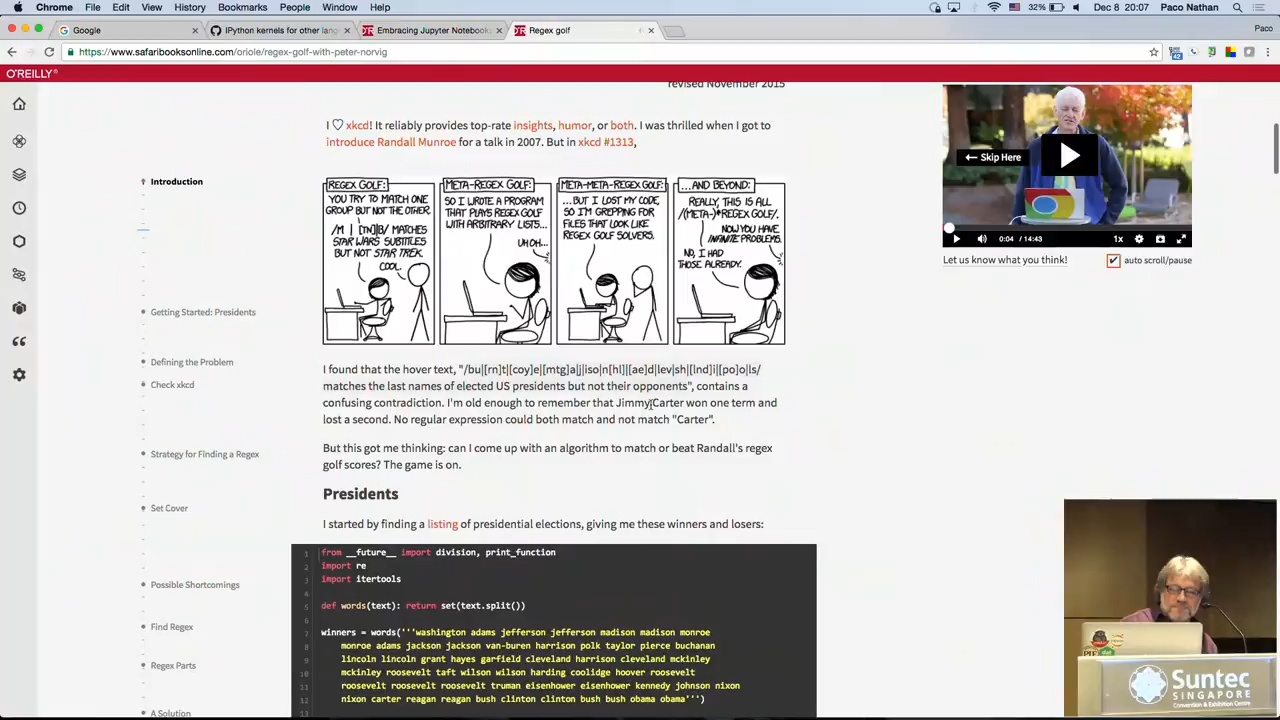 Chrome File Edit View History Bookmarks People Window Help 32% Dec 8 20:07 Paco Nathan
Google IPython kernels for other lang Embracing Jupyter Notebooks Regex golf Paco
https://www.safaribooksonline.com/oriole/regex-golf-with-peter-norvig
O'REILLY®
revised November 2015
I ♡ xkcd! It reliably provides top-rate insights, humor, or both. I was thrilled when I got to
introduce Randall Munroe for a talk in 2007. But in xkcd #1313,
REGEX GOLF:
YOU TRY TO MATCH ONE
GROUP BUT NOT THE OTHER.
/M | [TN]|B/ MATCHES
STAR WARS SUBTITLES
BUT NOT STAR TREK.
COOL.
META-REGEX GOLF:
SO I WROTE A PROGRAM
THAT PLAYS REGEX GOLF
WITH ARBITRARY LISTS...
UH OH...
META-META-REGEX GOLF:
...BUT I LOST MY CODE,
SO I'M GREPPING FOR
FILES THAT LOOK LIKE
REGEX GOLF SOLVERS.
...AND BEYOND:
REALLY, THIS IS ALL
/(META-)*REGEX GOLF/.
NOW YOU HAVE
INFINITE PROBLEMS.
NO, I HAD
THOSE ALREADY.
I found that the hover text, "/bu|[rn]t|[coy]e|[mtg]a|j|iso|n[hl]|[ae]d|lev|sh|[lnd]i|[po]o|ls/
matches the last names of elected US presidents but not their opponents", contains a
confusing contradiction. I'm old enough to remember that Jimmy Carter won one term and
lost a second. No regular expression could both match and not match "Carter".
But this got me thinking: can I come up with an algorithm to match or beat Randall's regex
golf scores? The game is on.
Presidents
I started by finding a listing of presidential elections, giving me these winners and losers:
1 from __future__ import division, print_function
2 import re
3 import itertools
4
5 def words(text): return set(text.split())
6
7 winners = words('''washington adams jefferson jefferson madison madison monroe
8 monroe adams jackson jackson van-buren harrison polk taylor pierce buchanan
9 lincoln lincoln grant hayes garfield cleveland harrison cleveland mckinley
10 mckinley roosevelt taft wilson wilson harding coolidge hoover roosevelt
11 roosevelt roosevelt roosevelt truman eisenhower eisenhower kennedy johnson nixon
12 nixon carter reagan reagan bush clinton clinton bush bush obama obama''')
13
Introduction
Getting Started: Presidents
Defining the Problem
Check xkcd
Strategy for Finding a Regex
Set Cover
Possible Shortcomings
Find Regex
Regex Parts
A Solution
← Skip Here
0:04 / 14:43 1x
Let us know what you think! auto scroll/pause
Suntec
SINGAPORE
Convention & Exhibition Centre